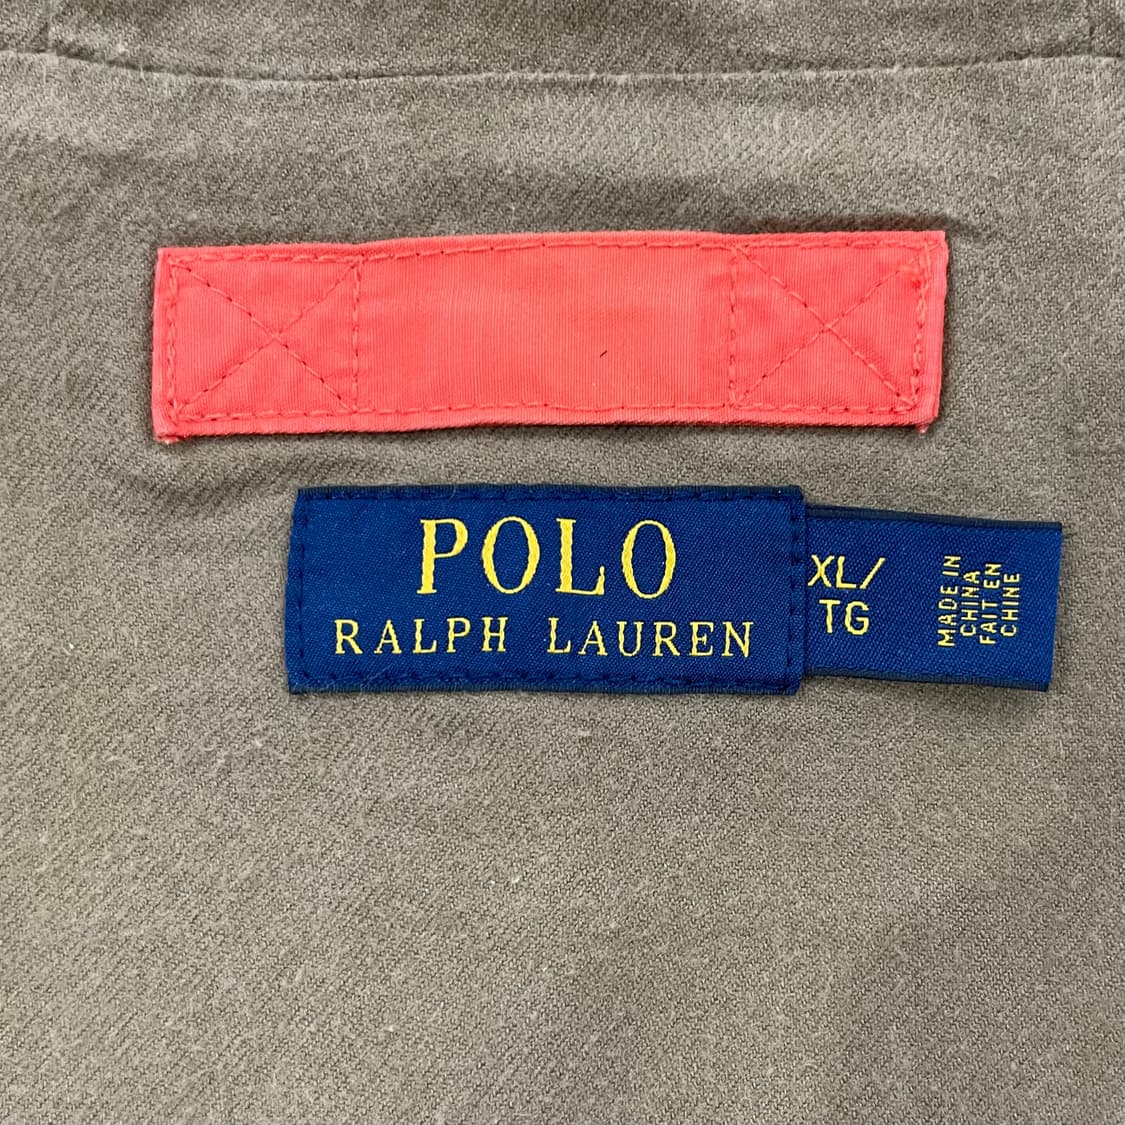 POLO
RALPH LAUREN
XL/
TG
MADE IN
CHINA
FAIT EN
CHINE